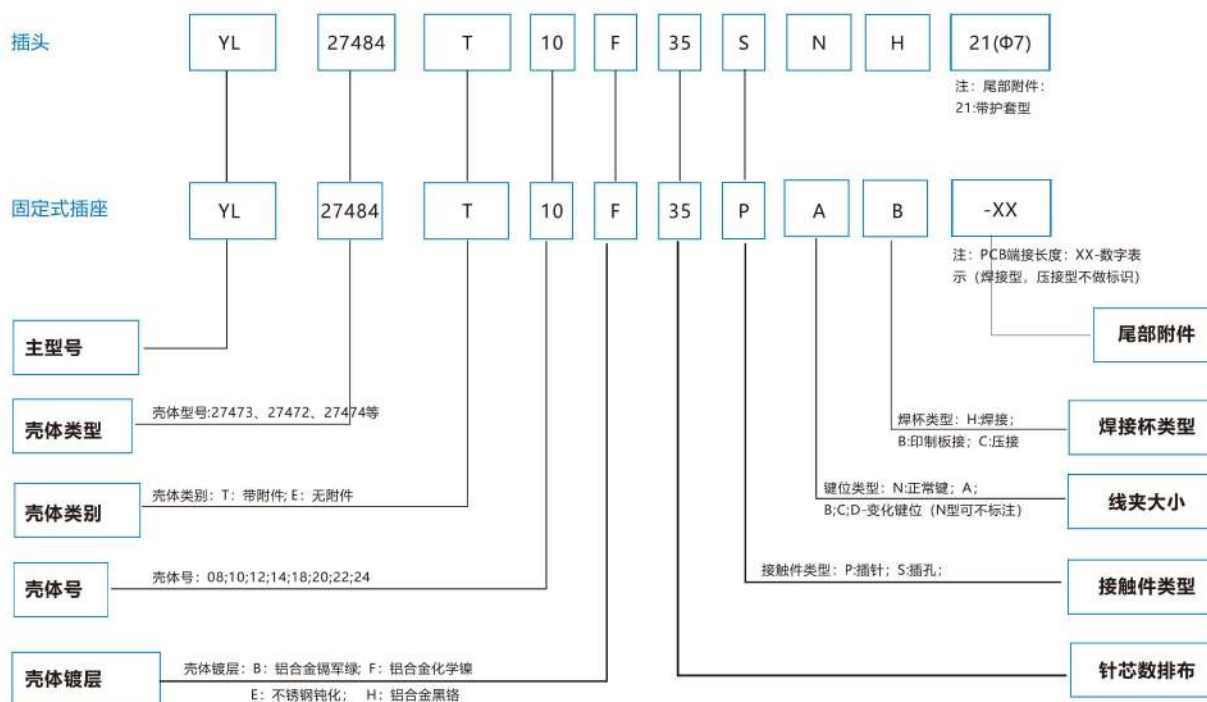 插头 YL 27484 T 10 F 35 S N H 21(Φ7)
注：尾部附件：
21:带护套型
固定式插座 YL 27484 T 10 F 35 P A B -XX
注：PCB端接长度：XX-数字表
示（焊接型，压接型不做标识）
主型号
尾部附件
壳体类型
壳体型号:27473、27472、27474等
焊杯类型：H:焊接；
B:印制板接；C:压接
焊接杯类型
壳体类别
壳体类别：T：带附件; E：无附件
键位类型：N:正常键；A；
B;C;D-变化键位（N型可不标注）
线夹大小
壳体号
壳体号：08;10;12;14;18;20;22;24
接触件类型：P:插针；S:插孔；
接触件类型
壳体镀层
壳体镀层：B：铝合金镉军绿; F：铝合金化学镍
E：不锈钢钝化； H：铝合金黑铬
针芯数排布